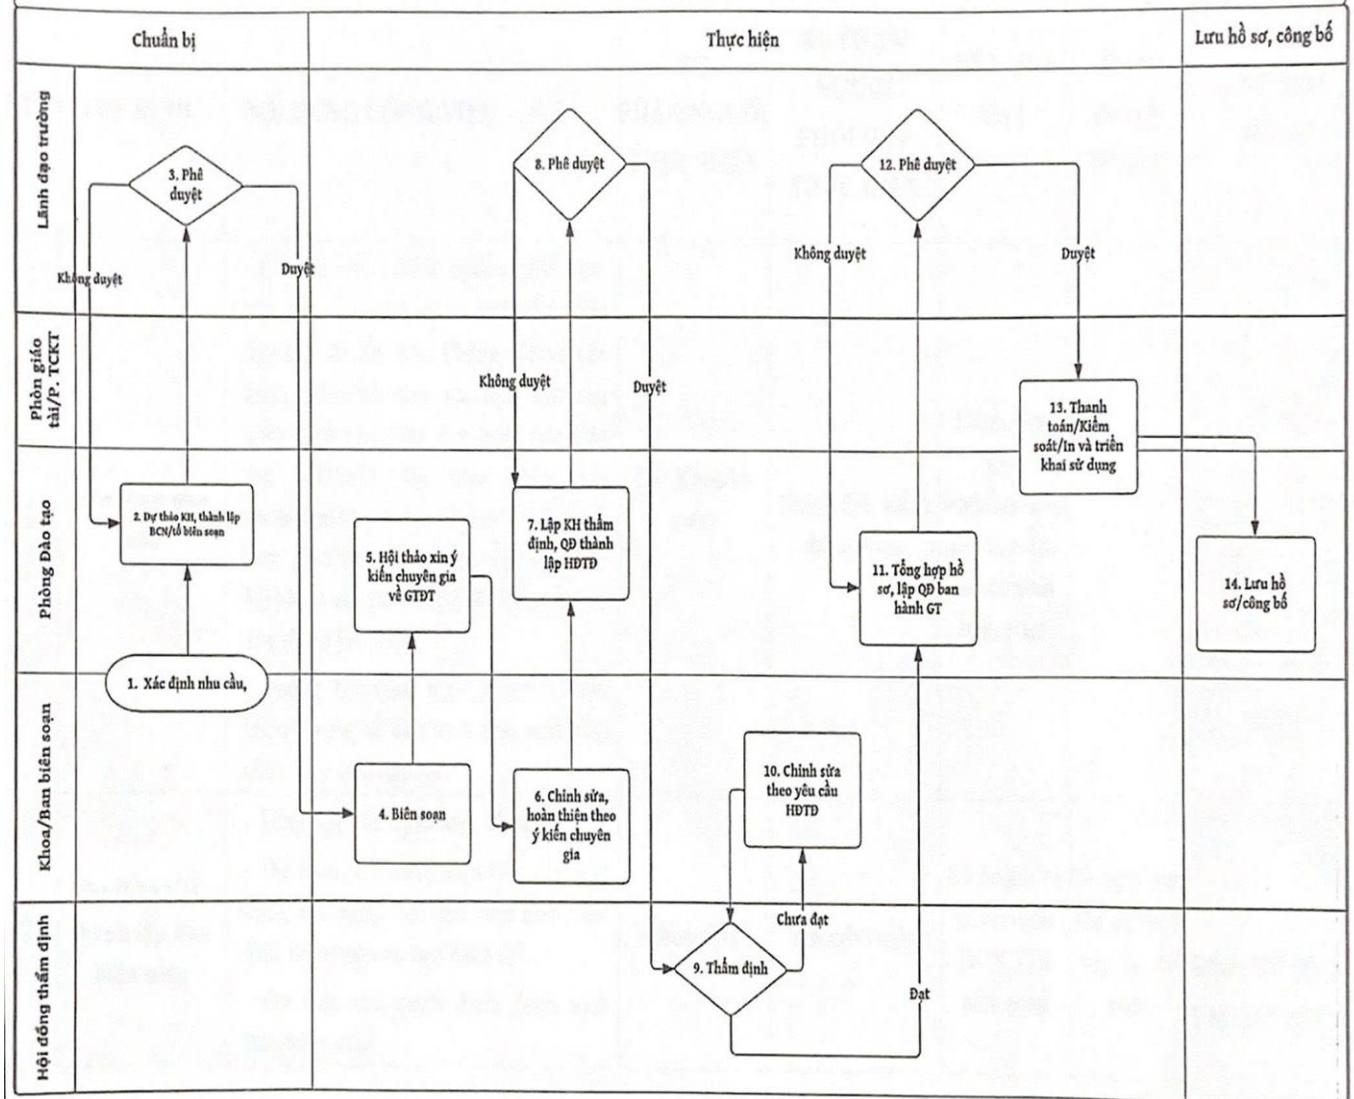 Chuẩn bị
Thực hiện
Lưu hồ sơ, công bố
Lãnh đạo trường
3. Phê
duyệt
Không duyệt
Duyệt
8. Phê duyệt
Không duyệt
Duyệt
12. Phê duyệt
Không duyệt
Duyệt
Phòn giáo
tài/P. TCKT
13. Thanh
toán/Kiểm
soát/In và triển
khai sử dụng
Phòng Đào tạo
2. Dự thảo KH, thành lập
BCN/tổ biên soạn
5. Hội thảo xin ý
kiến chuyên gia
về GTĐT
7. Lập KH thẩm
định, QĐ thành
lập HĐTĐ
11. Tổng hợp hồ
sơ, lập QĐ ban
hành GT
14. Lưu hồ
sơ/công bố
1. Xác định nhu cầu,
Khoa/Ban biên soạn
4. Biên soạn
6. Chỉnh sửa,
hoàn thiện theo
ý kiến chuyên
gia
10. Chỉnh sửa
theo yêu cầu
HĐTĐ
Hội đồng thẩm định
9. Thẩm định
Chưa đạt
Đạt